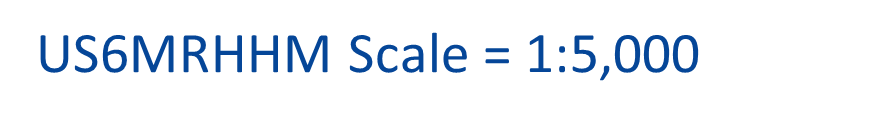 US6MRHHM Scale = 1:5,000